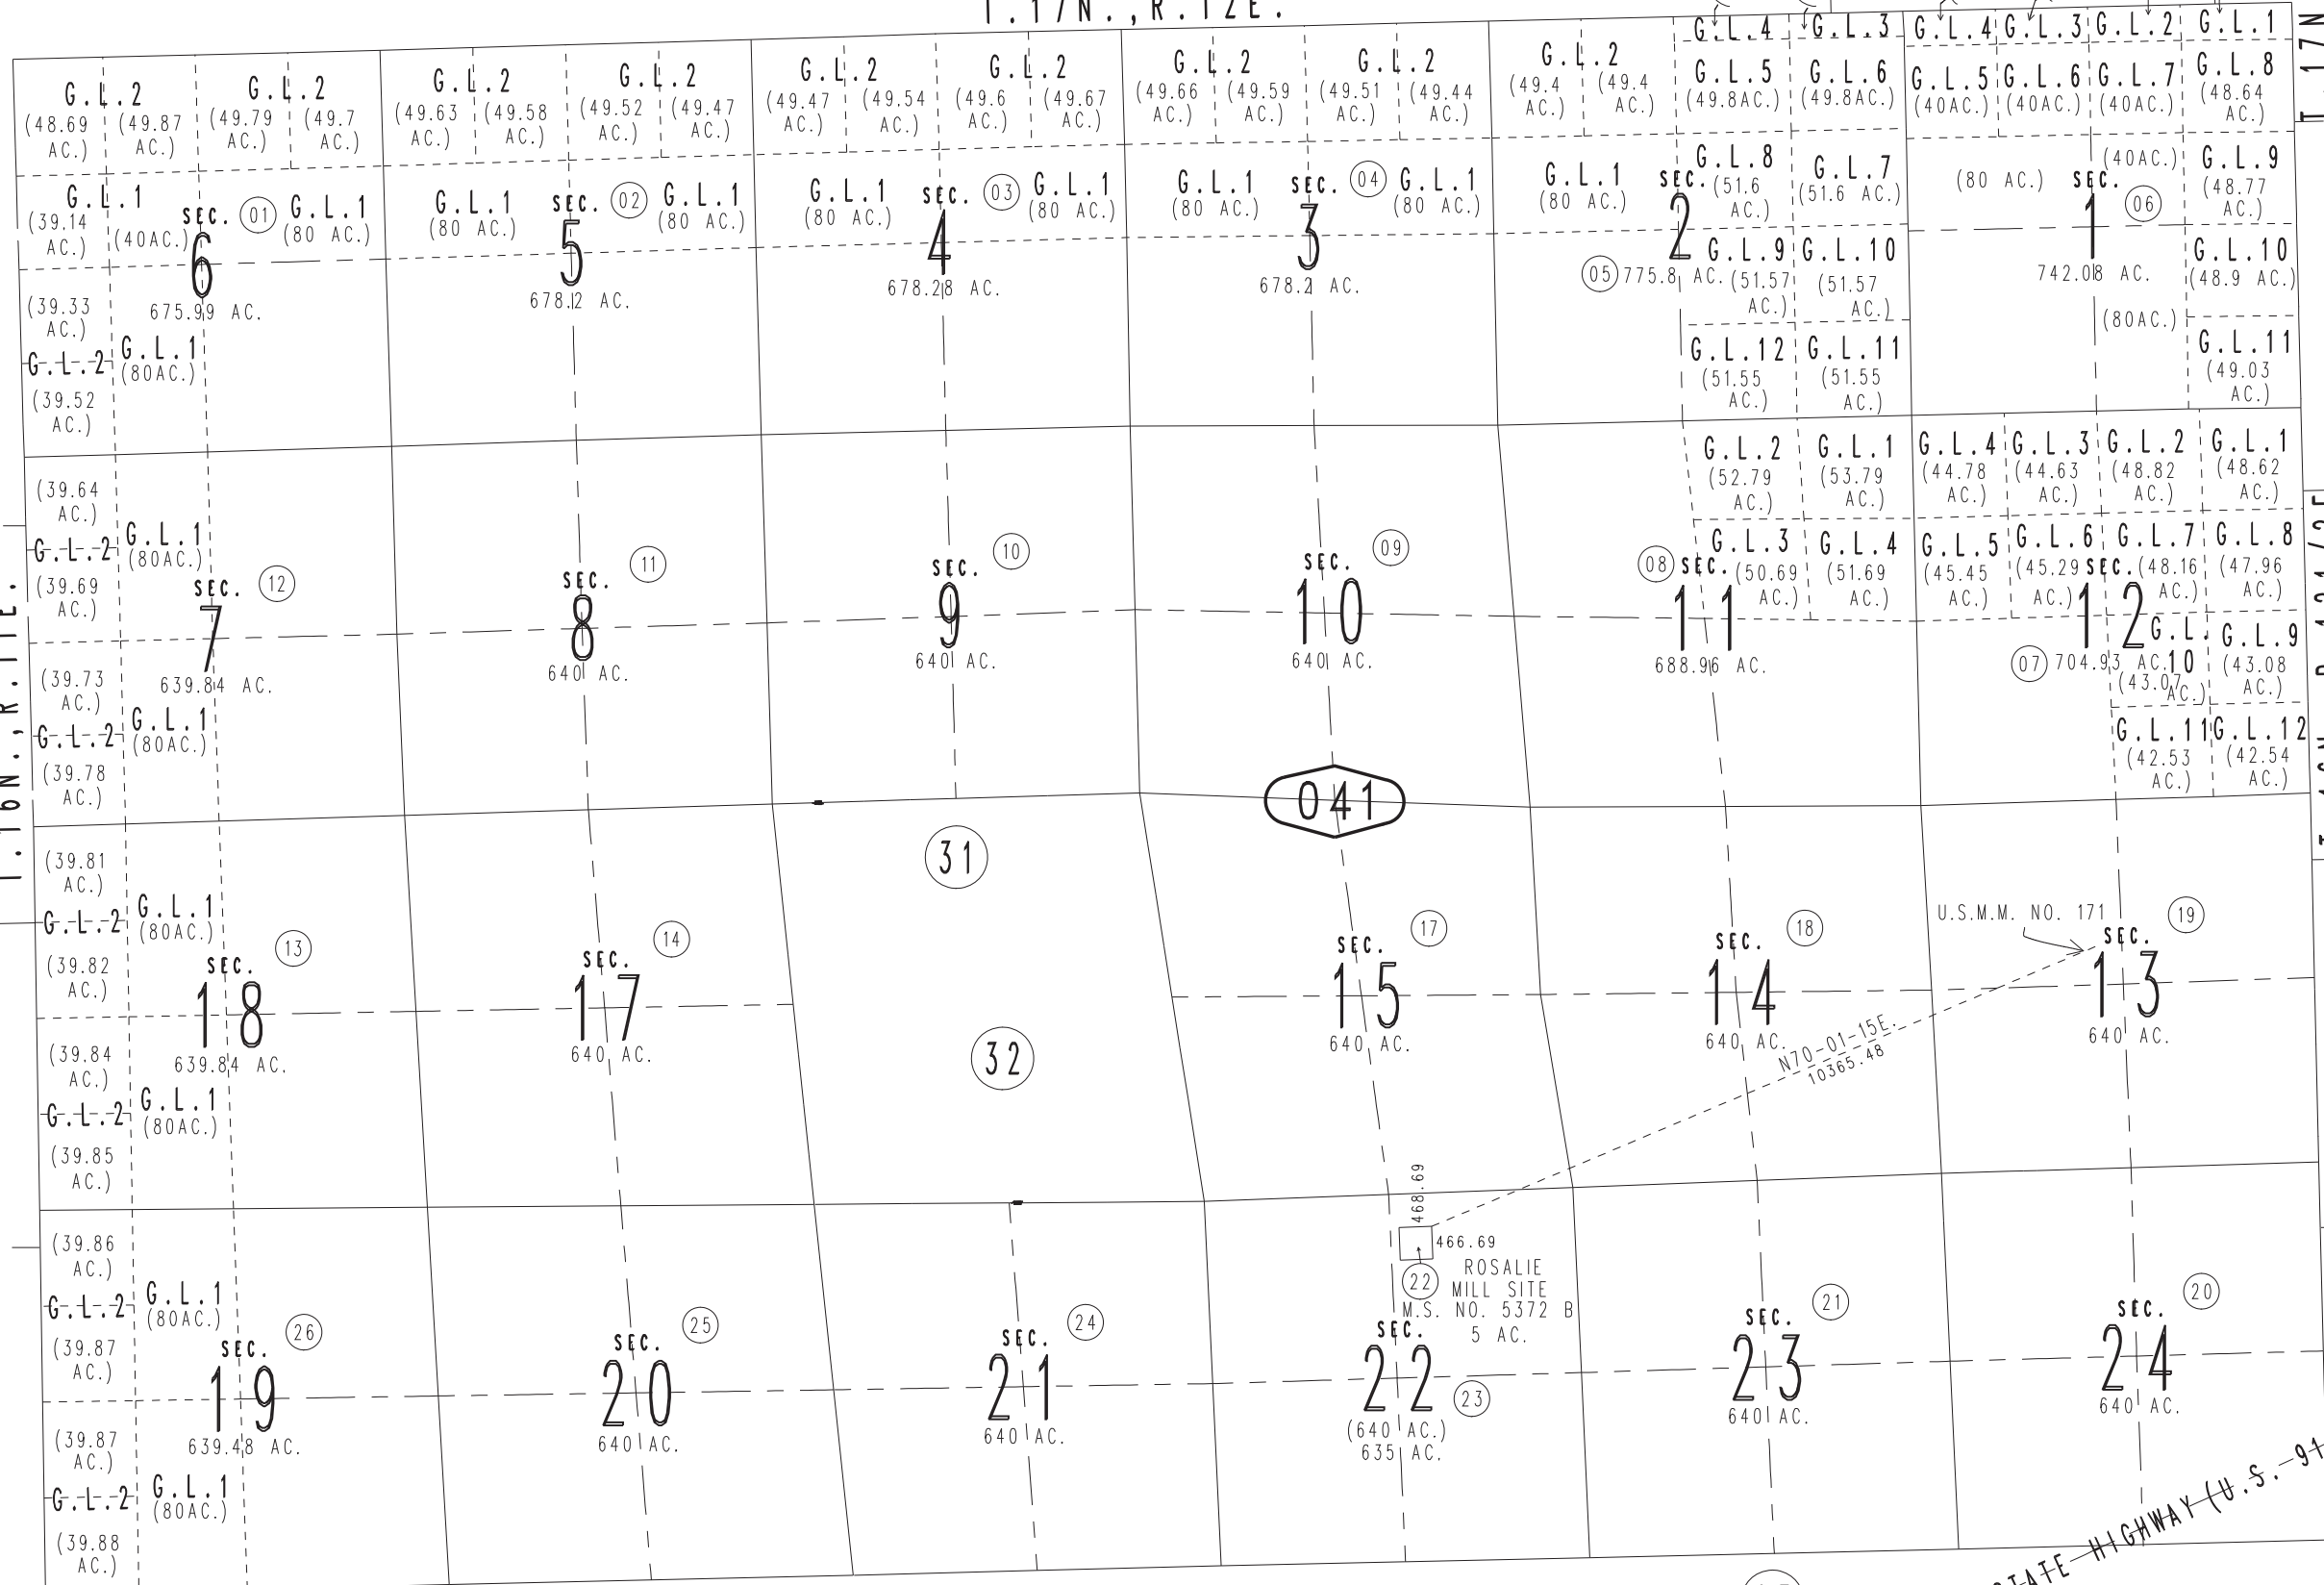 T.17N.,R.12E.
G.L.4 G.L.3 G.L.4 G.L.3 G.L.2 G.L.1
T.17N
G.L.2 G.L.2 G.L.2 G.L.2 G.L.2 G.L.2 G.L.2 G.L.2 G.L.2 G.L.5 G.L.6 G.L.5 G.L.6 G.L.7 G.L.8
(48.69 AC.) (49.87 AC.) (49.79 AC.) (49.7 AC.) (49.63 AC.) (49.58 AC.) (49.52 AC.) (49.47 AC.) (49.47 AC.) (49.54 AC.) (49.6 AC.) (49.67 AC.) (49.66 AC.) (49.59 AC.) (49.51 AC.) (49.44 AC.) (49.4 AC.) (49.4 AC.) (49.8AC.) (49.8AC.) (40AC.) (40AC.) (40AC.) (48.64 AC.)
G.L.1
(39.14 AC.)
(40AC.)
SEC. 6
01
G.L.1
(80 AC.)
675.99 AC.
(39.33 AC.)
G.L.2
(39.52 AC.)
G.L.1
(80AC.)
G.L.1
(80 AC.)
SEC. 5
02
G.L.1
(80 AC.)
678.2 AC.
G.L.1
(80 AC.)
SEC. 4
03
G.L.1
(80 AC.)
678.28 AC.
G.L.1
(80 AC.)
SEC. 3
04
G.L.1
(80 AC.)
678.2 AC.
G.L.1
(80 AC.)
SEC. 2
05
775.8 AC.
G.L.8
(51.6 AC.)
G.L.7
(51.6 AC.)
G.L.9
(51.57 AC.)
G.L.10
(51.57 AC.)
G.L.12
(51.55 AC.)
G.L.11
(51.55 AC.)
(80 AC.)
(40AC.)
SEC. 1
06
742.08 AC.
(80AC.)
G.L.9
(48.77 AC.)
G.L.10
(48.9 AC.)
G.L.11
(49.03 AC.)
(39.64 AC.)
G.L.2
(39.69 AC.)
G.L.1
(80AC.)
SEC. 7
12
639.84 AC.
(39.73 AC.)
G.L.2
(39.78 AC.)
G.L.1
(80AC.)
SEC. 8
11
640 AC.
SEC. 9
10
640 AC.
SEC. 10
09
640 AC.
G.L.2
(52.79 AC.)
G.L.1
(53.79 AC.)
G.L.3
(50.69 AC.)
G.L.4
(51.69 AC.)
08
SEC. 11
688.96 AC.
G.L.4
(44.78 AC.)
G.L.3
(44.63 AC.)
G.L.2
(48.82 AC.)
G.L.1
(48.62 AC.)
G.L.5
(45.45 AC.)
G.L.6
(45.29 AC.)
G.L.7
(48.16 AC.)
G.L.8
(47.96 AC.)
SEC. 12
07
704.93 AC.
G.L. 10
(43.07 AC.)
G.L.9
(43.08 AC.)
G.L.11
(42.53 AC.)
G.L.12
(42.54 AC.)
041
31
32
(39.81 AC.)
G.L.2
(39.82 AC.)
G.L.1
(80AC.)
SEC. 18
13
639.84 AC.
(39.84 AC.)
G.L.2
(39.85 AC.)
G.L.1
(80AC.)
SEC. 17
14
640 AC.
SEC. 15
17
640 AC.
SEC. 14
18
640 AC.
U.S.M.M. NO. 171
SEC. 13
19
640 AC.
N70-01-15E.
10365.48
(39.86 AC.)
G.L.2
(39.87 AC.)
G.L.1
(80AC.)
SEC. 19
26
639.48 AC.
(39.87 AC.)
G.L.2
(39.88 AC.)
G.L.1
(80AC.)
SEC. 20
25
640 AC.
SEC. 21
24
640 AC.
468.69
466.69
22
ROSALIE
MILL SITE
M.S. NO. 5372 B
5 AC.
SEC. 22
23
(640 AC.)
635 AC.
SEC. 23
21
640 AC.
SEC. 24
20
640 AC.
HIGHWAY (U.S. 91